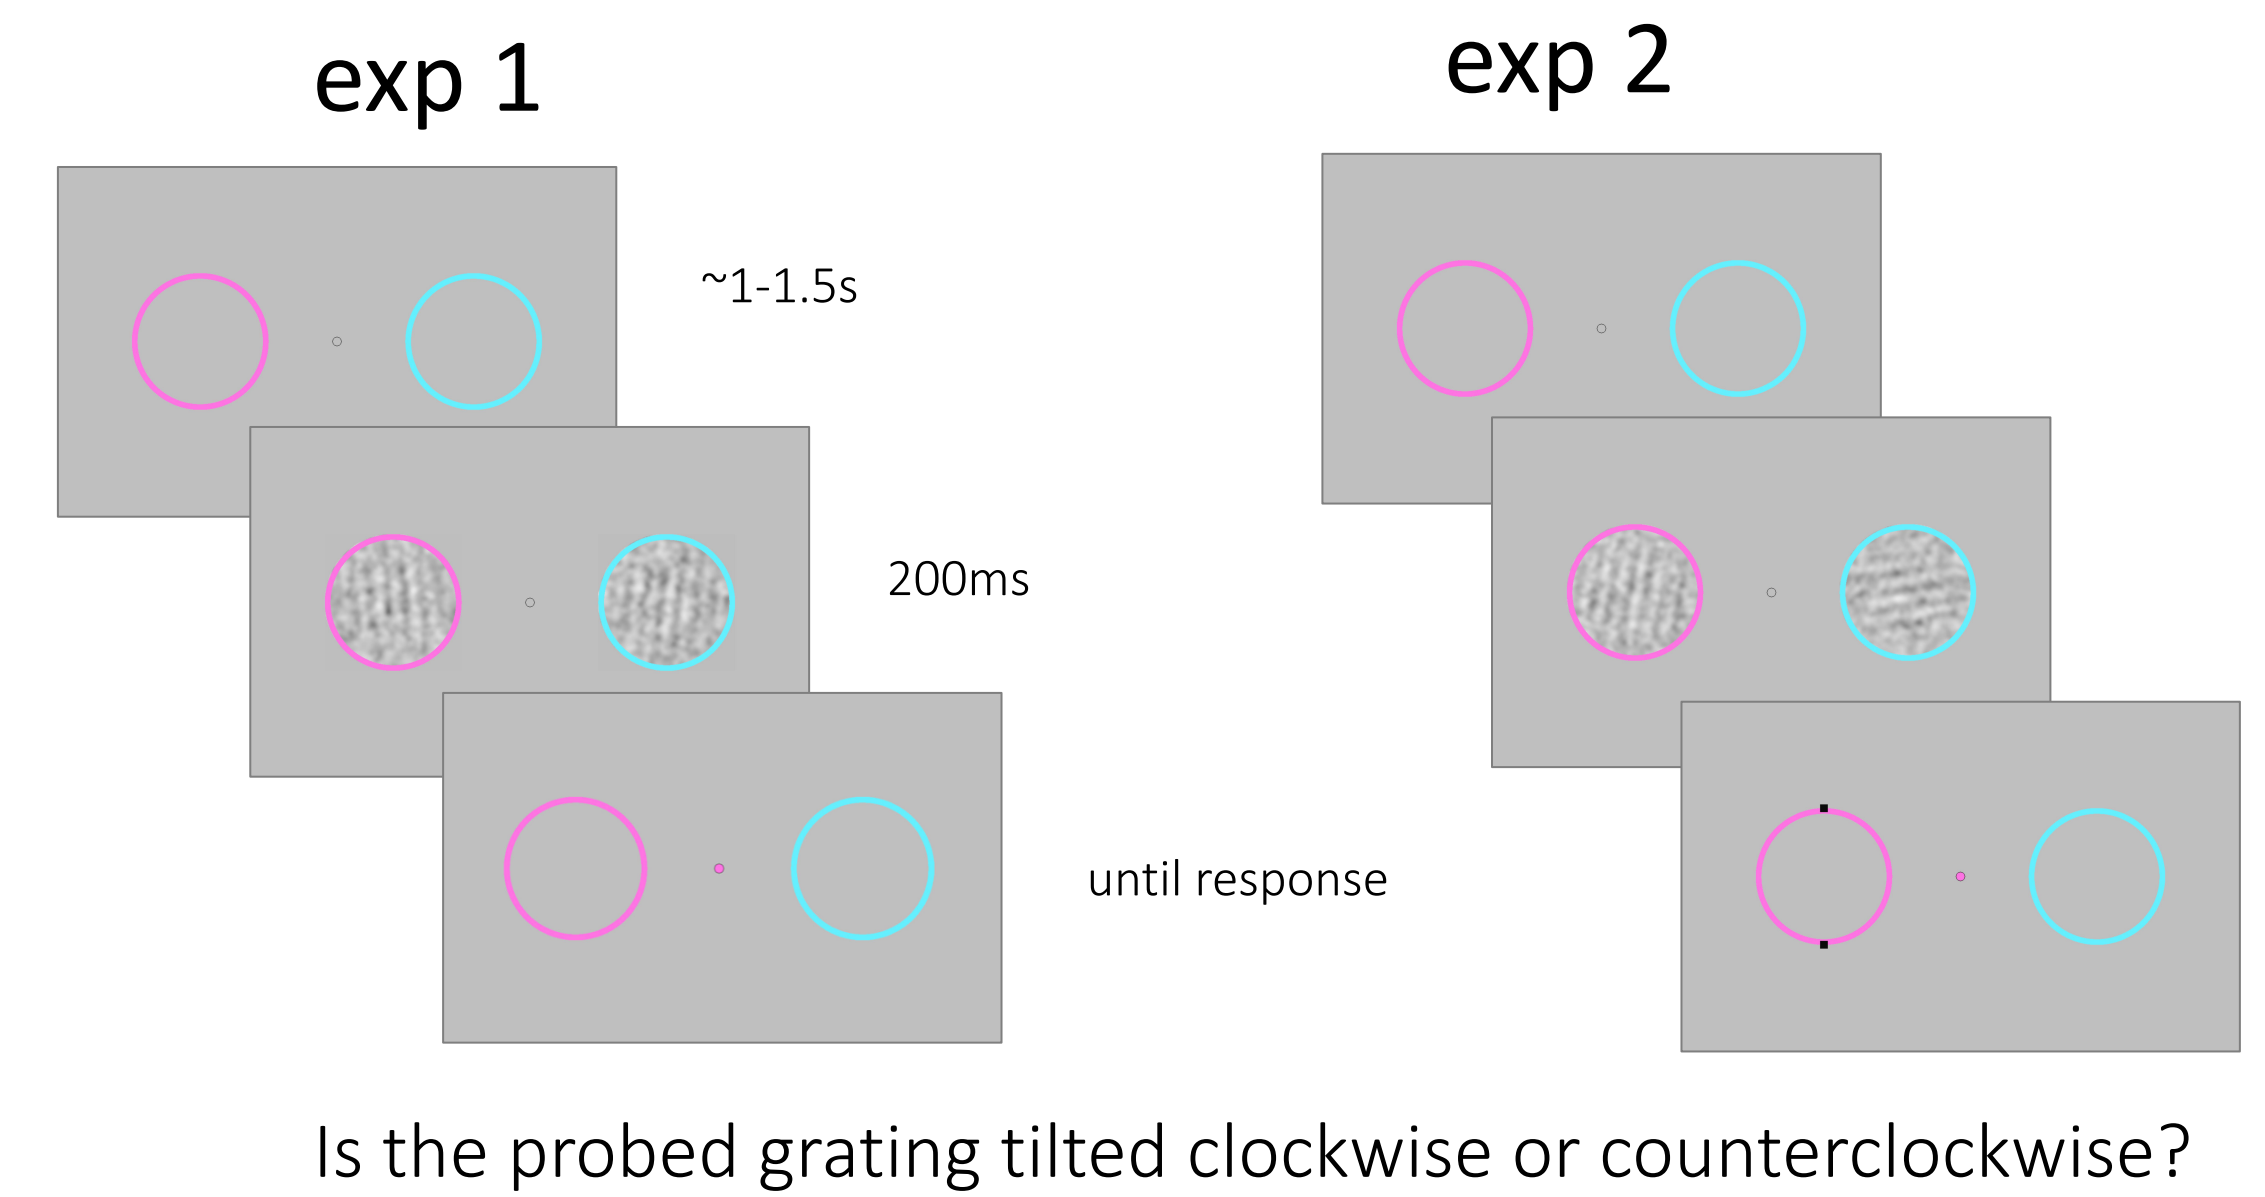 exp 1
exp 2
~1-1.5s
200ms
until response
Is the probed grating tilted clockwise or counterclockwise?